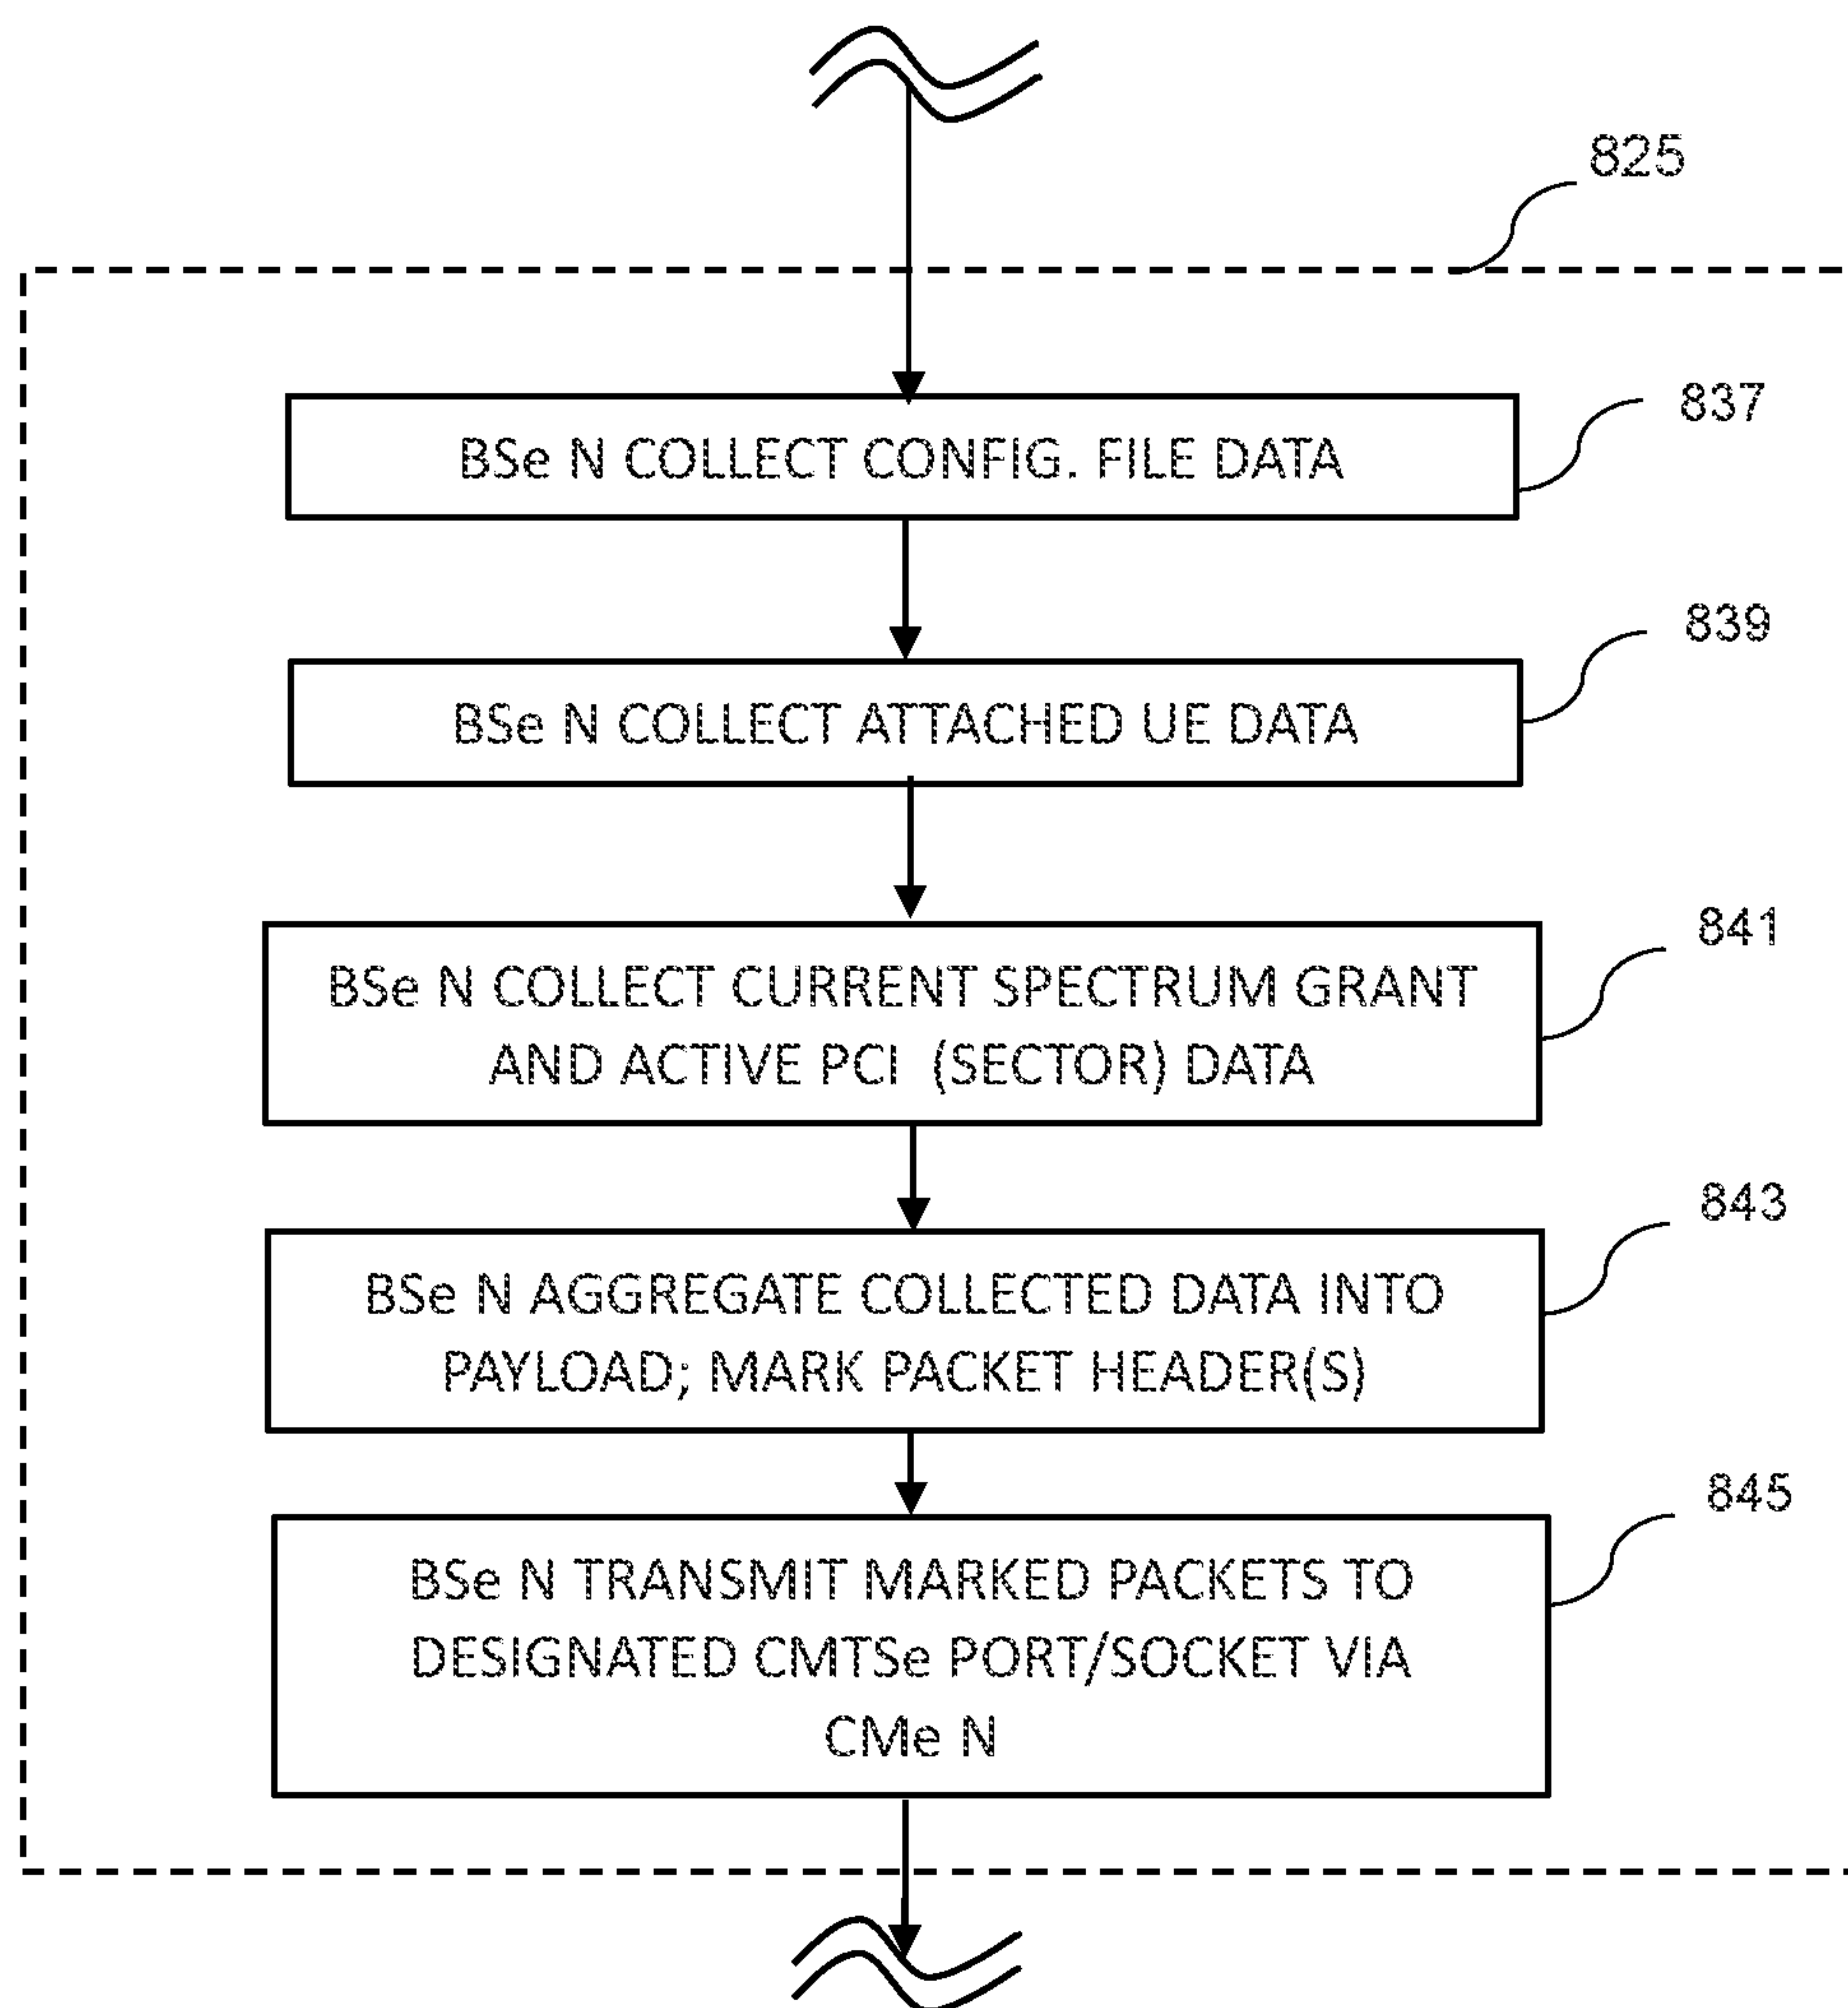 825
BSe N COLLECT CONFIG. FILE DATA
837
BSe N COLLECT ATTACHED UE DATA
839
BSe N COLLECT CURRENT SPECTRUM GRANT
AND ACTIVE PCI (SECTOR) DATA
841
BSe N AGGREGATE COLLECTED DATA INTO
PAYLOAD; MARK PACKET HEADER(S)
843
BSe N TRANSMIT MARKED PACKETS TO
DESIGNATED CMTSe PORT/SOCKET VIA
CMe N
845